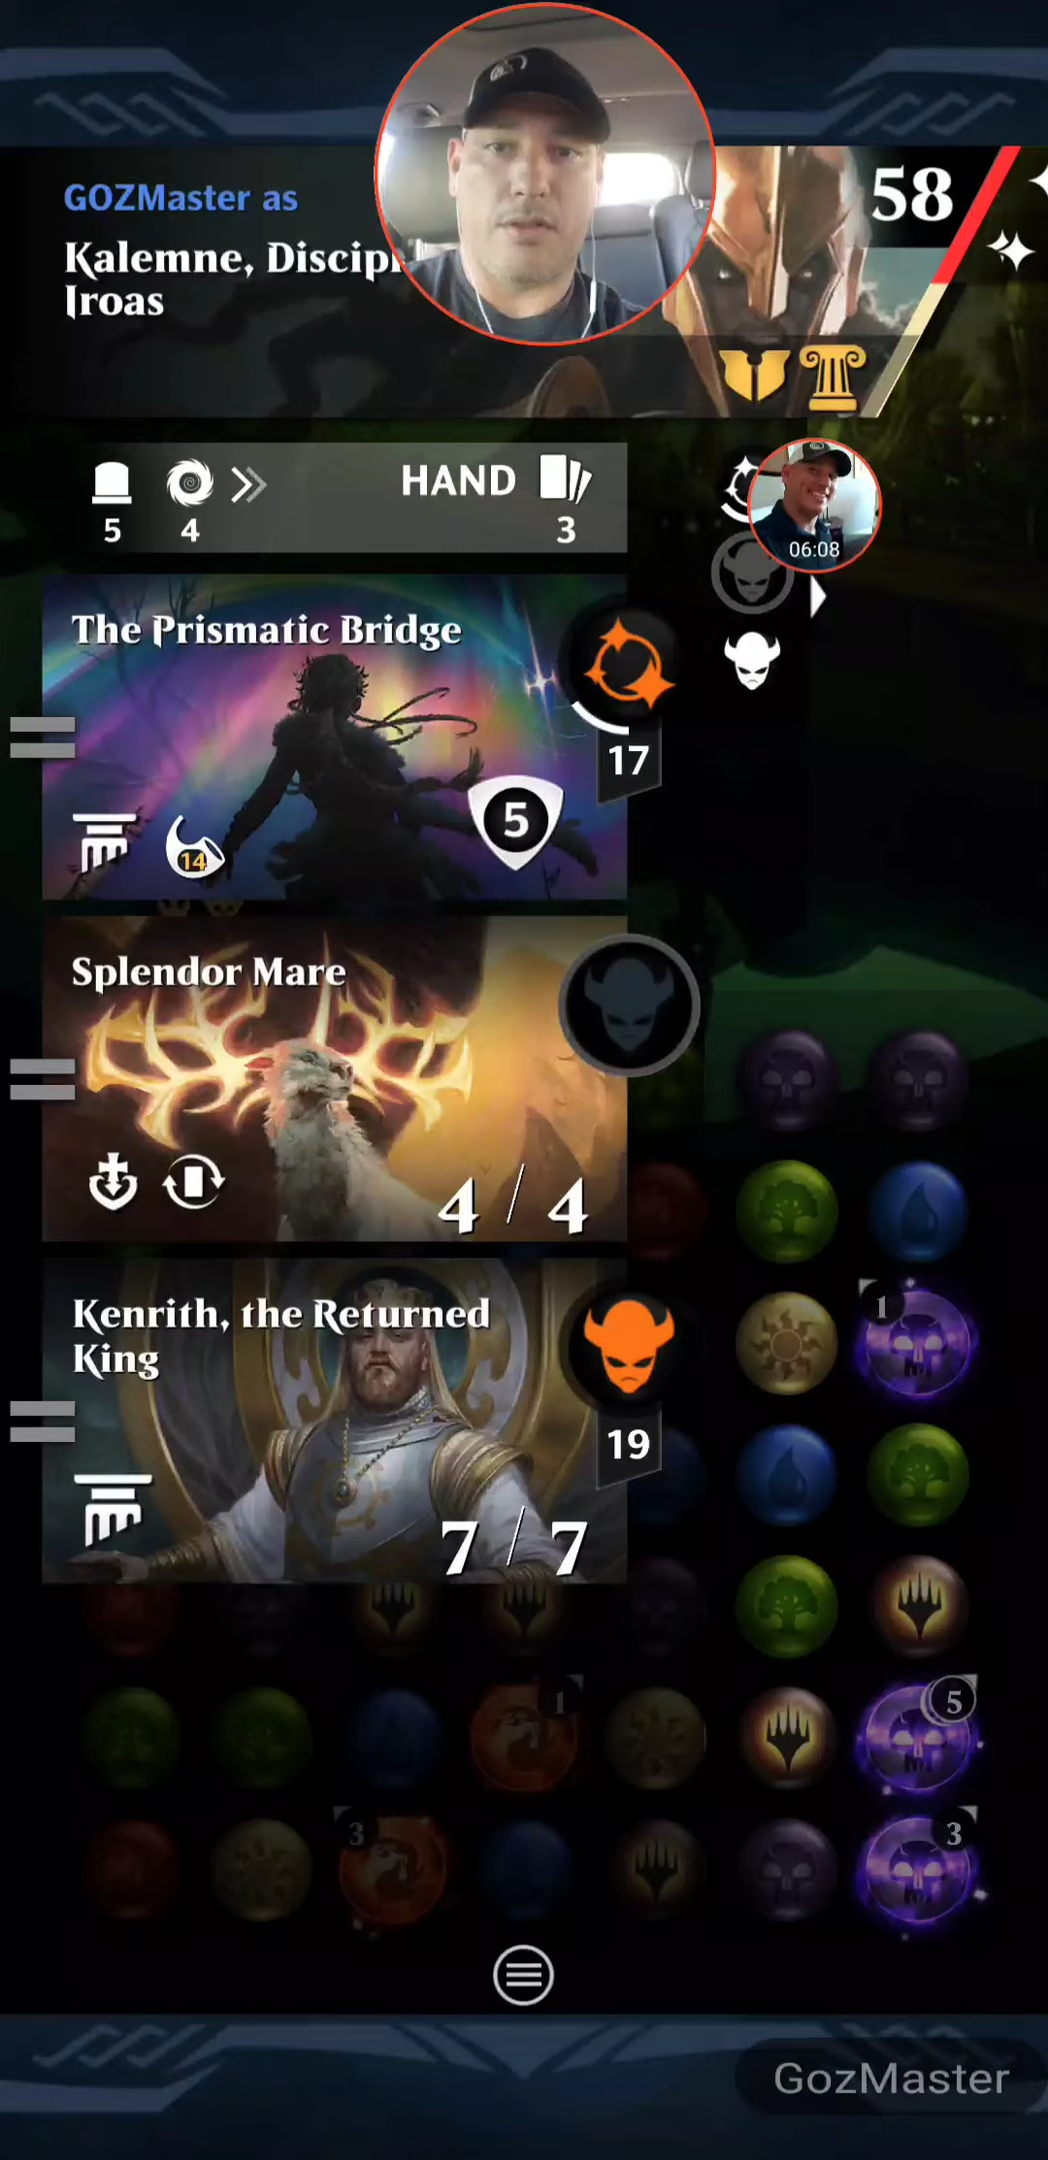 GOZMaster as
58
Kalemne, Discipl
Iroas
HAND
5
4
3
06:08
The Prismatic Bridge
17
5
14
Splendor Mare
4 / 4
1
Kenrith, the Returned
King
19
7 / 7
1
5
3
3
GozMaster